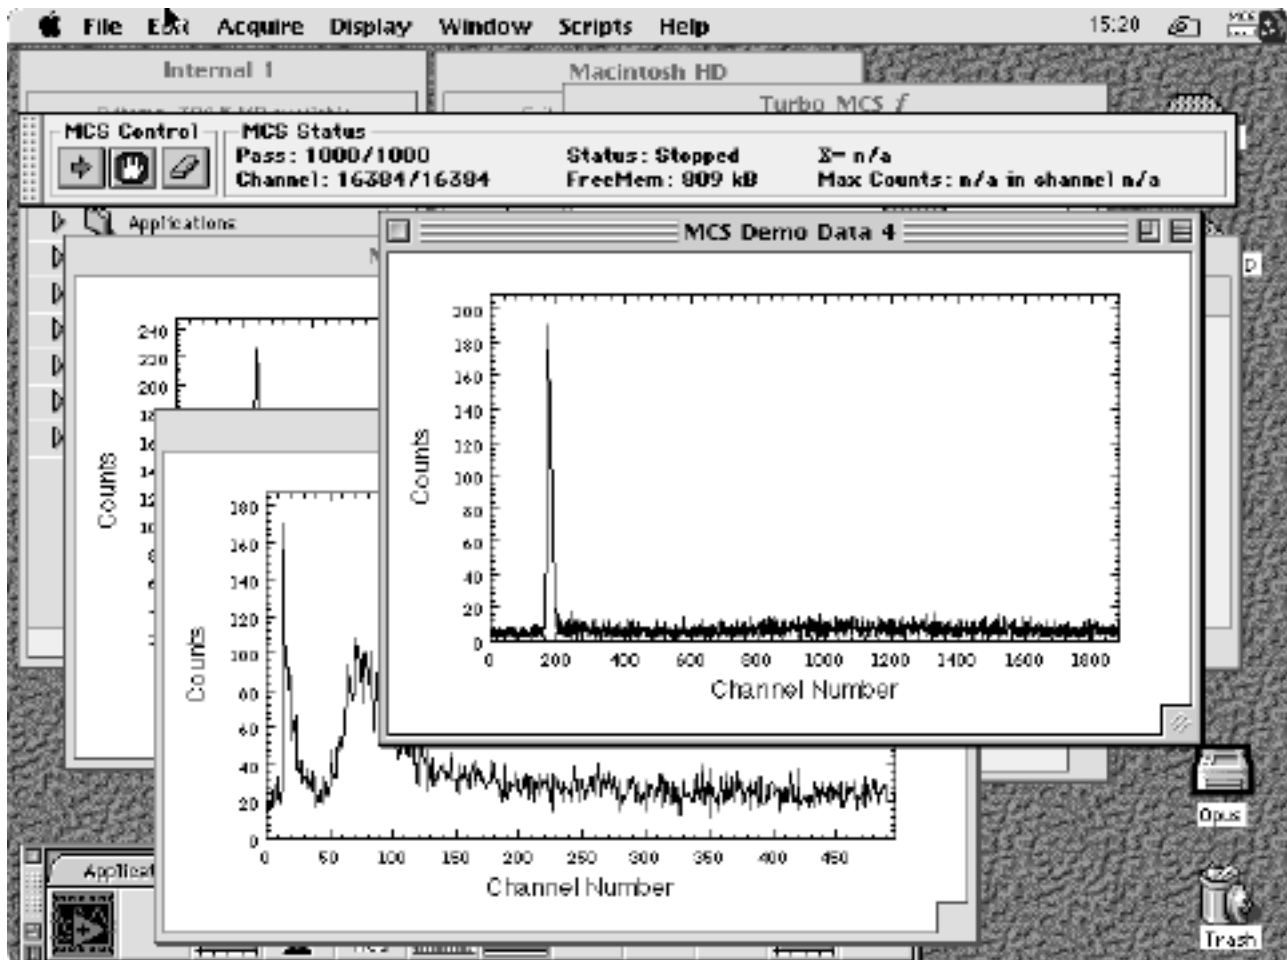 File Edit Acquire Display Window Scripts Help 15:20
Internal 1
Macintosh HD
Turbo MCS f
MCS Control
MCS Status
Pass: 1000/1000
Status: Stopped
X= n/a
Channel: 16384/16384
FreeMem: 809 kB
Max Counts: n/a in channel n/a
Applications
MCS Demo Data 4
200
180
160
140
120
100
80
60
40
20
0
Counts
0 200 400 600 800 1000 1200 1400 1600 1800
Channel Number
240
220
200
Counts
180
160
140
120
100
80
60
40
20
0
Counts
0 50 100 150 200 250 300 350 400 450
Channel Number
Opus
Trash